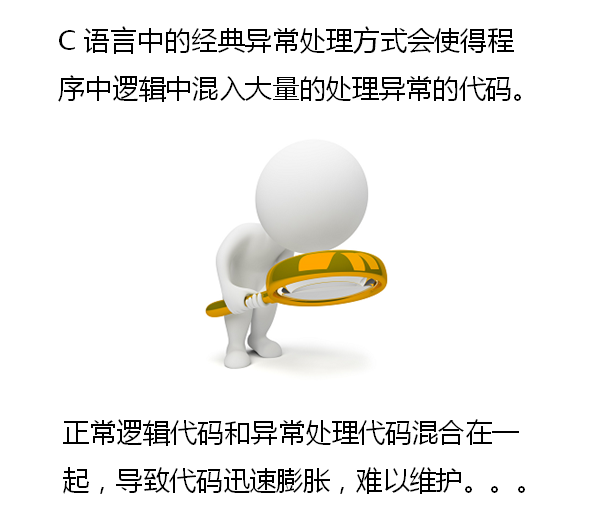 C 语言中的经典异常处理方式会使得程
序中逻辑中混入大量的处理异常的代码。
正常逻辑代码和异常处理代码混合在一
起，导致代码迅速膨胀，难以维护。。。